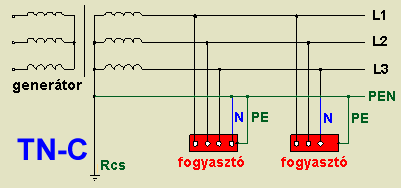 L1
L2
L3
generátor
PEN
N
PE
N
PE
TN-C
Rcs
fogyasztó
fogyasztó